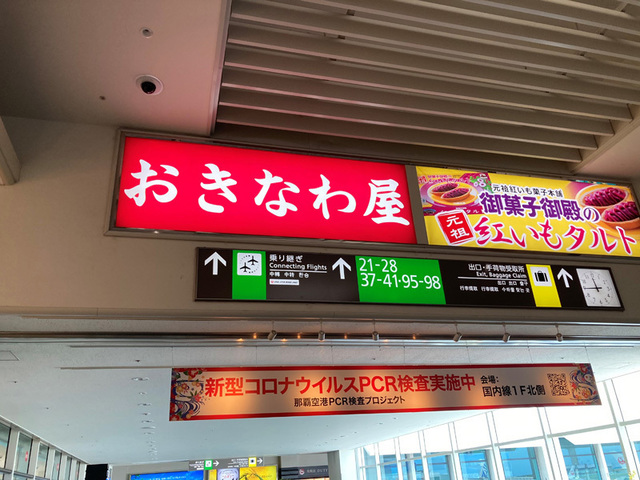 おきなわ屋
元祖紅いも菓子本舗
御菓子御殿の
元祖
紅いもタルト
乗り継ぎ
Connecting Flights
21-28
37-41・95-98
出口・手荷物受取所
Exit, Baggage Claim
新型コロナウイルスPCR検査実施中
那覇空港PCR検査プロジェクト
会場:
国内線1F北側